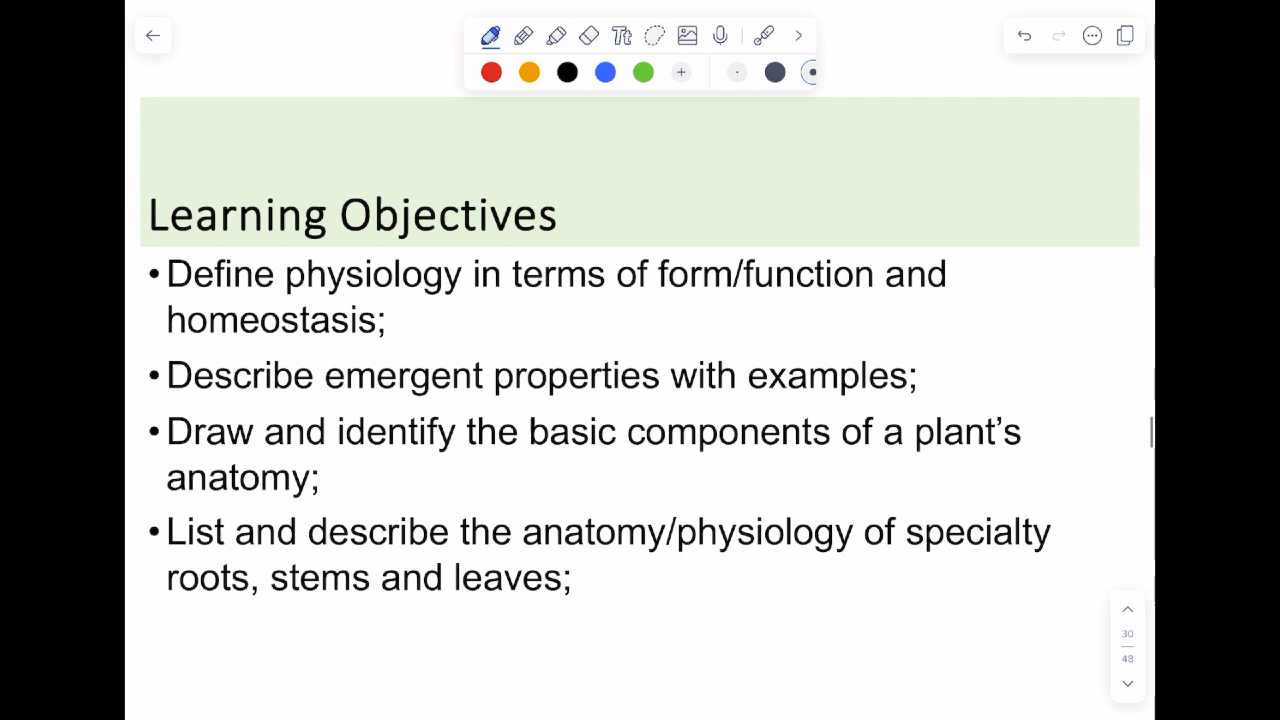 Tt
Learning Objectives
•Define physiology in terms of form/function and
homeostasis;
•Describe emergent properties with examples;
•Draw and identify the basic components of a plant’s
anatomy;
•List and describe the anatomy/physiology of specialty
roots, stems and leaves;
30
48